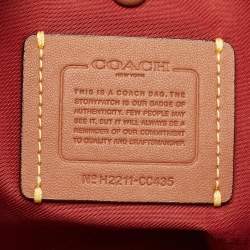 COACH
NEW YORK
THIS IS A COACH BAG. THE
STORYPATCH IS OUR BADGE OF
AUTHENTICITY. FEW PEOPLE MAY
SEE IT, BUT IT WILL ALWAYS BE A
REMINDER OF OUR COMMITMENT
TO QUALITY AND CRAFTSMANSHIP.
Nº H2211-CC435